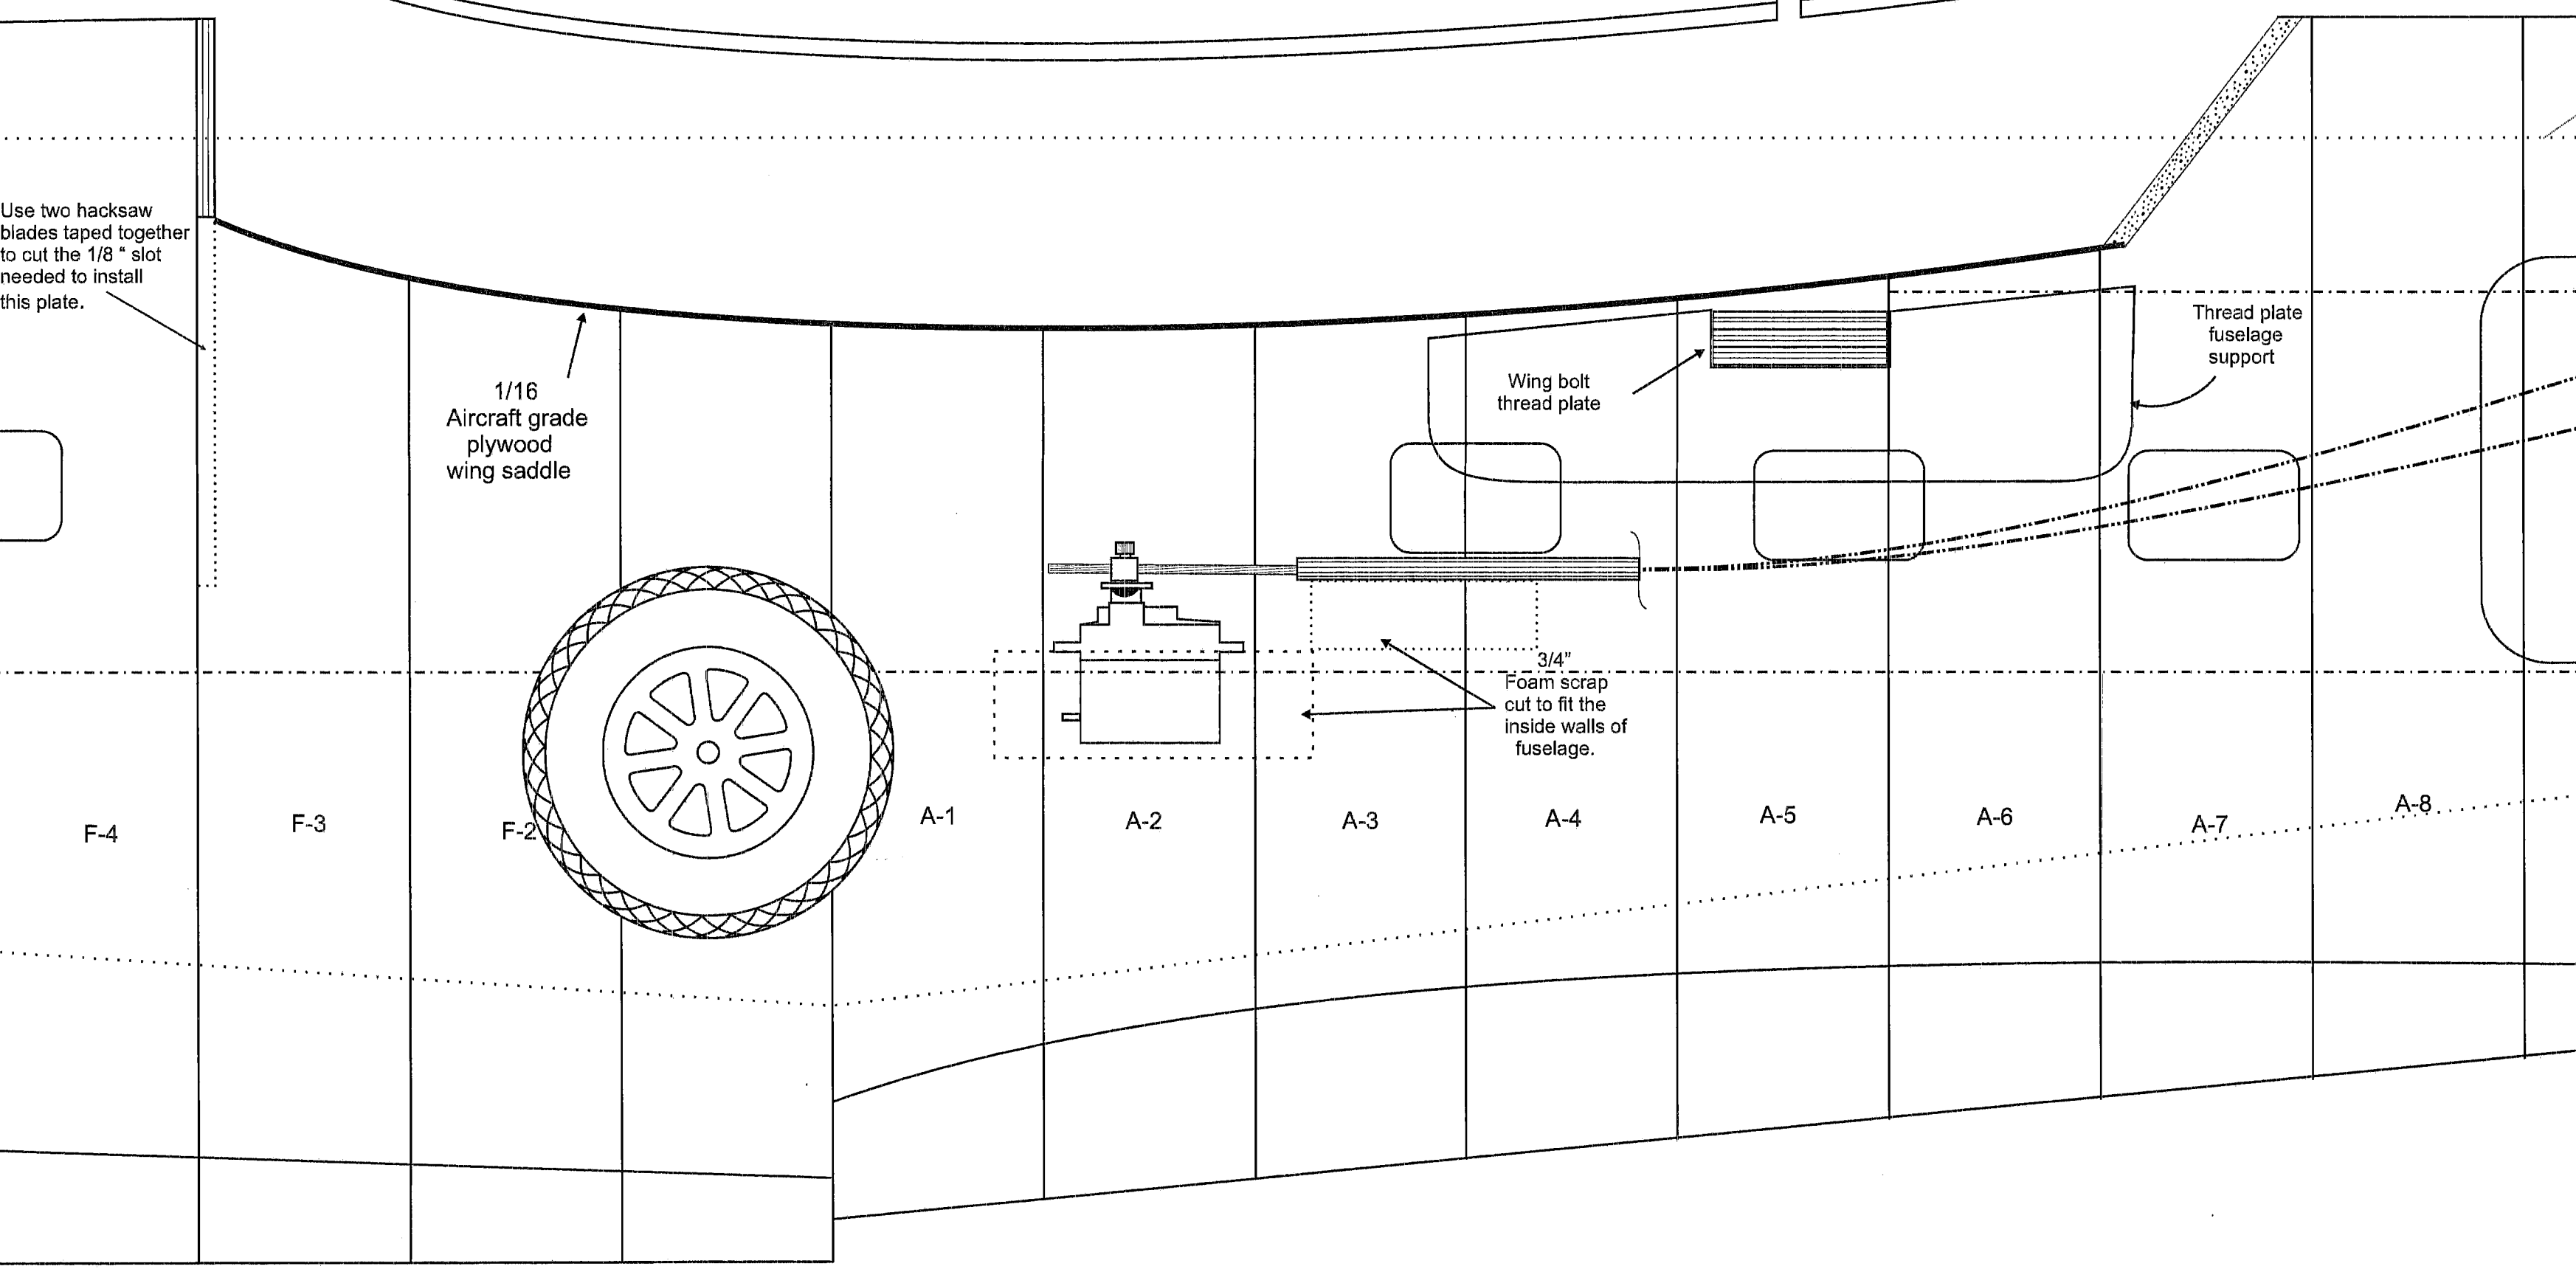 Use two hacksaw
blades taped together
to cut the 1/8 “ slot
needed to install
this plate.
1/16
Aircraft grade
plywood
wing saddle
Wing bolt
thread plate
Thread plate
fuselage
support
3/4”
Foam scrap
cut to fit the
inside walls of
fuselage.
F-4
F-3
F-2
A-1
A-2
A-3
A-4
A-5
A-6
A-7
A-8